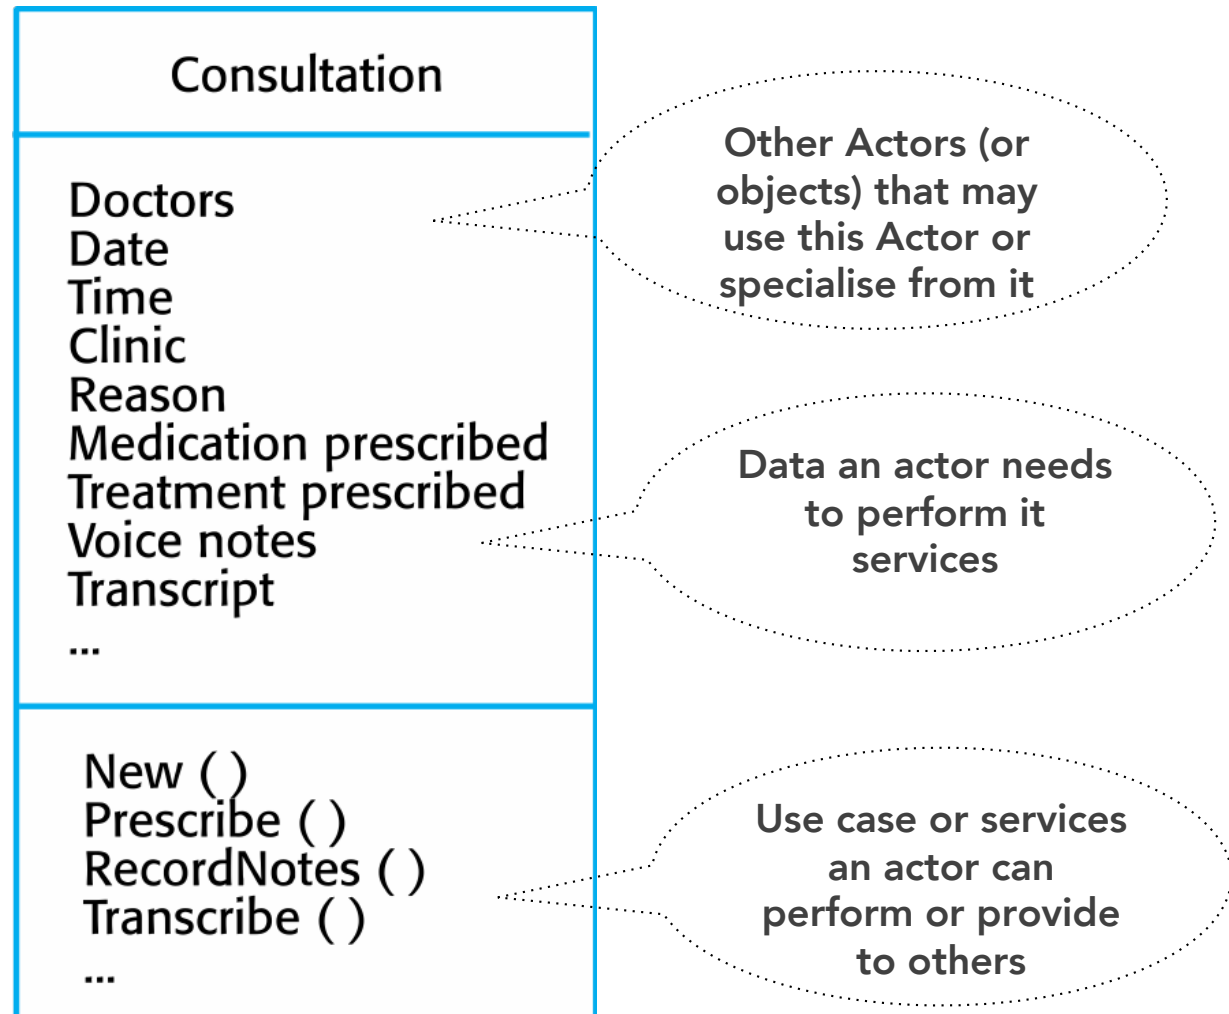 Consultation
Doctors
Date
Time
Clinic
Reason
Medication prescribed
Treatment prescribed
Voice notes
Transcript
...
New ( )
Prescribe ( )
RecordNotes ( )
Transcribe ( )
...
Other Actors (or
objects) that may
use this Actor or
specialise from it
Data an actor needs
to perform it
services
Use case or services
an actor can
perform or provide
to others